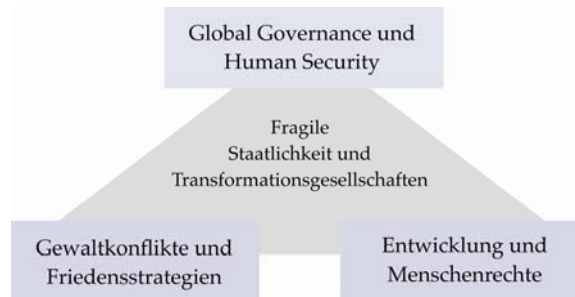 Global Governance und
Human Security
Fragile
Staatlichkeit und
Transformationsgesellschaften
Gewaltkonflikte und
Friedensstrategien
Entwicklung und
Menschenrechte